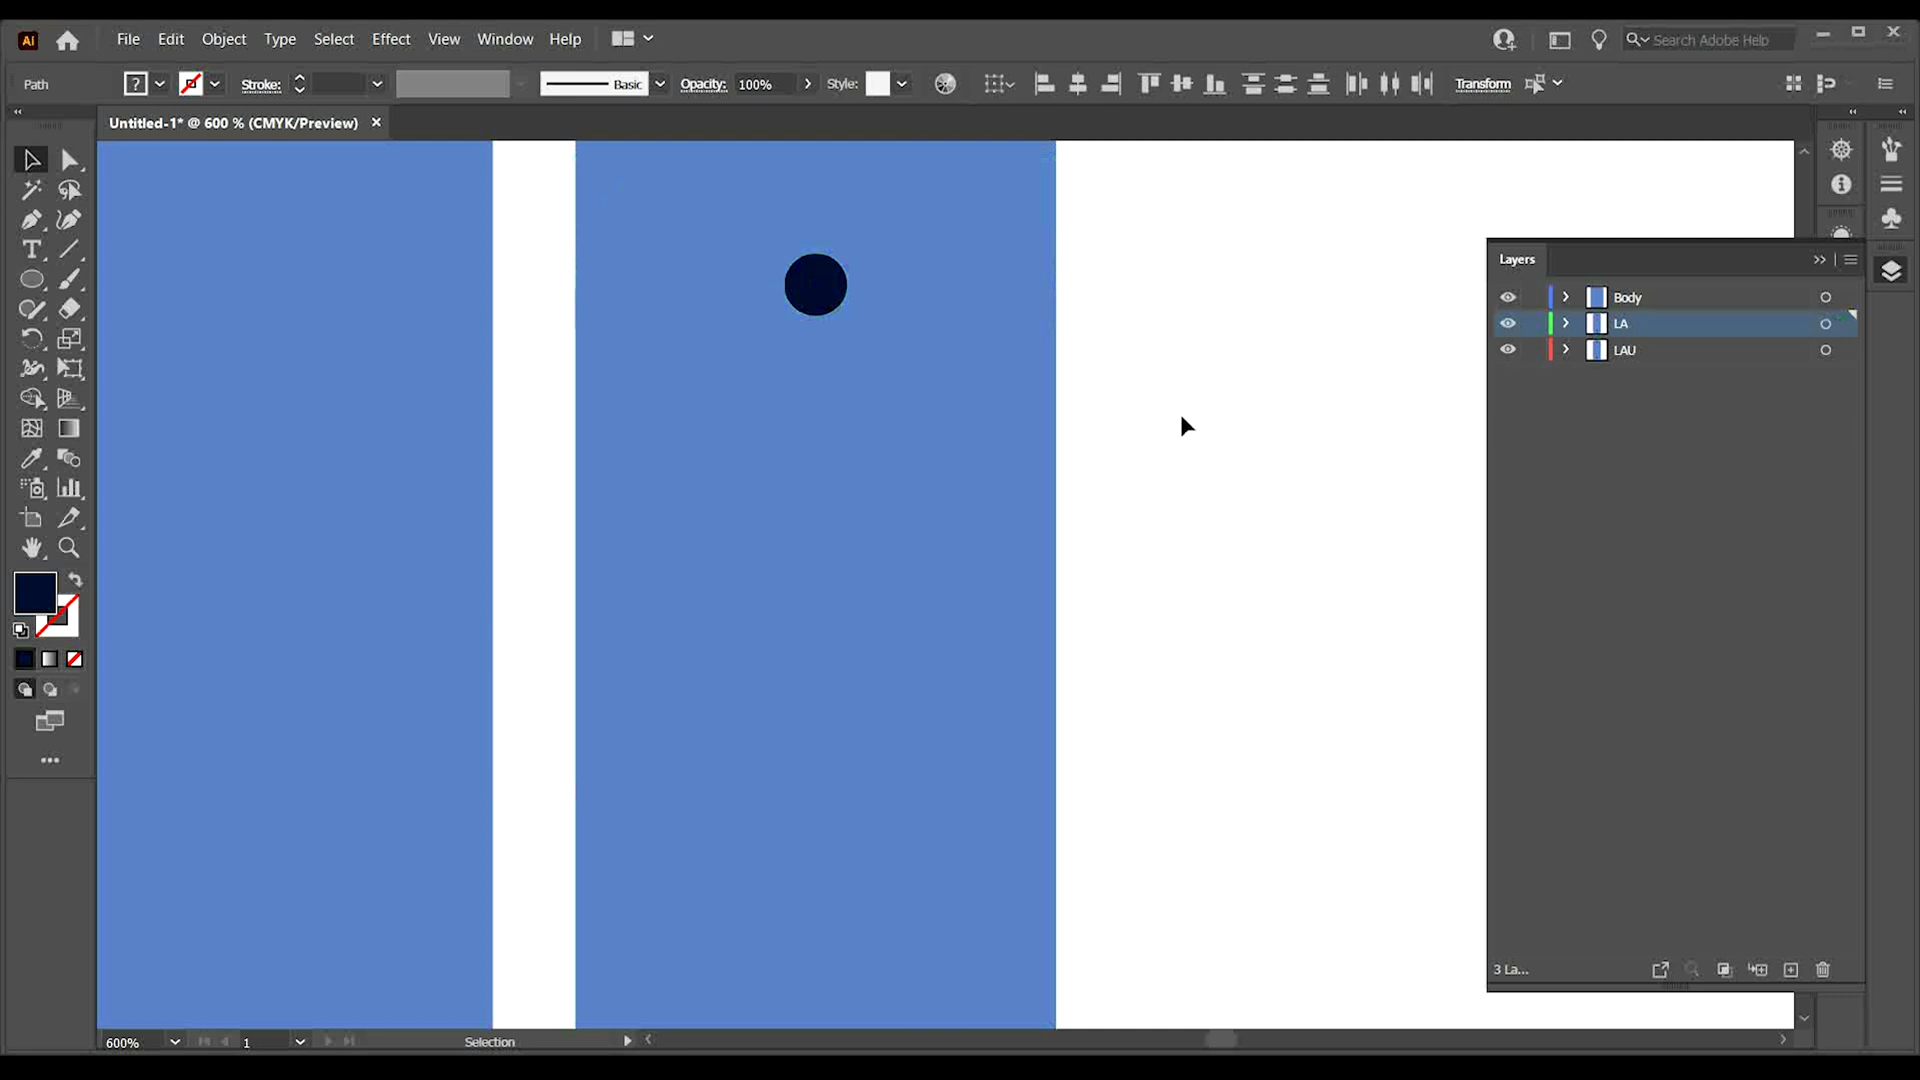 Ai File Edit Object Type Select Effect View Window Help Search Adobe Help
Path ? Stroke: Basic Opacity: 100% Style: Transform
Untitled-1* @ 600 % (CMYK/Preview)
Layers
Body
LA
LAU
3 La...
600% 1 Selection